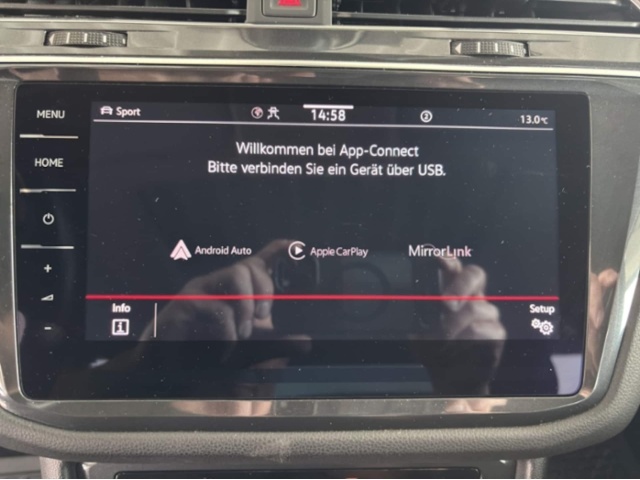 MENU
HOME
Sport
14:58
2
13.0°C
Willkommen bei App-Connect
Bitte verbinden Sie ein Gerät über USB.
Android Auto
Apple CarPlay
MirrorLink
Info
Setup